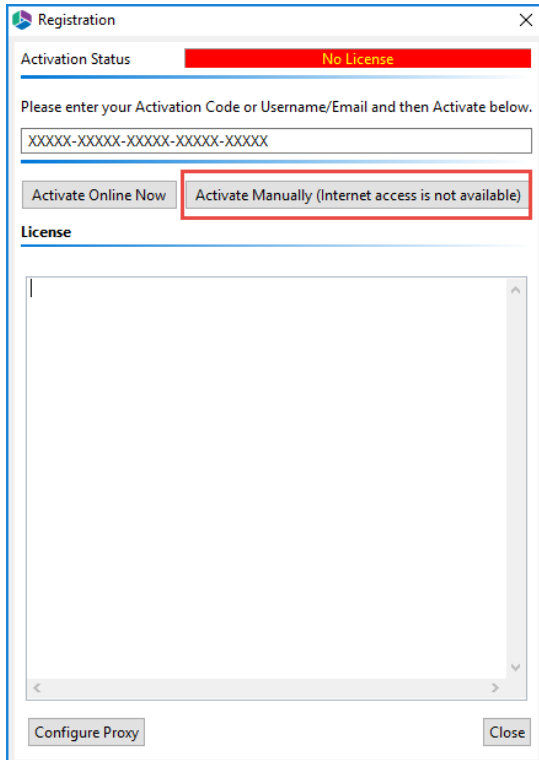 Registration
Activation Status No License
Please enter your Activation Code or Username/Email and then Activate below.
XXXXX-XXXXX-XXXXX-XXXXX-XXXXX
Activate Online Now Activate Manually (Internet access is not available)
License
Configure Proxy Close